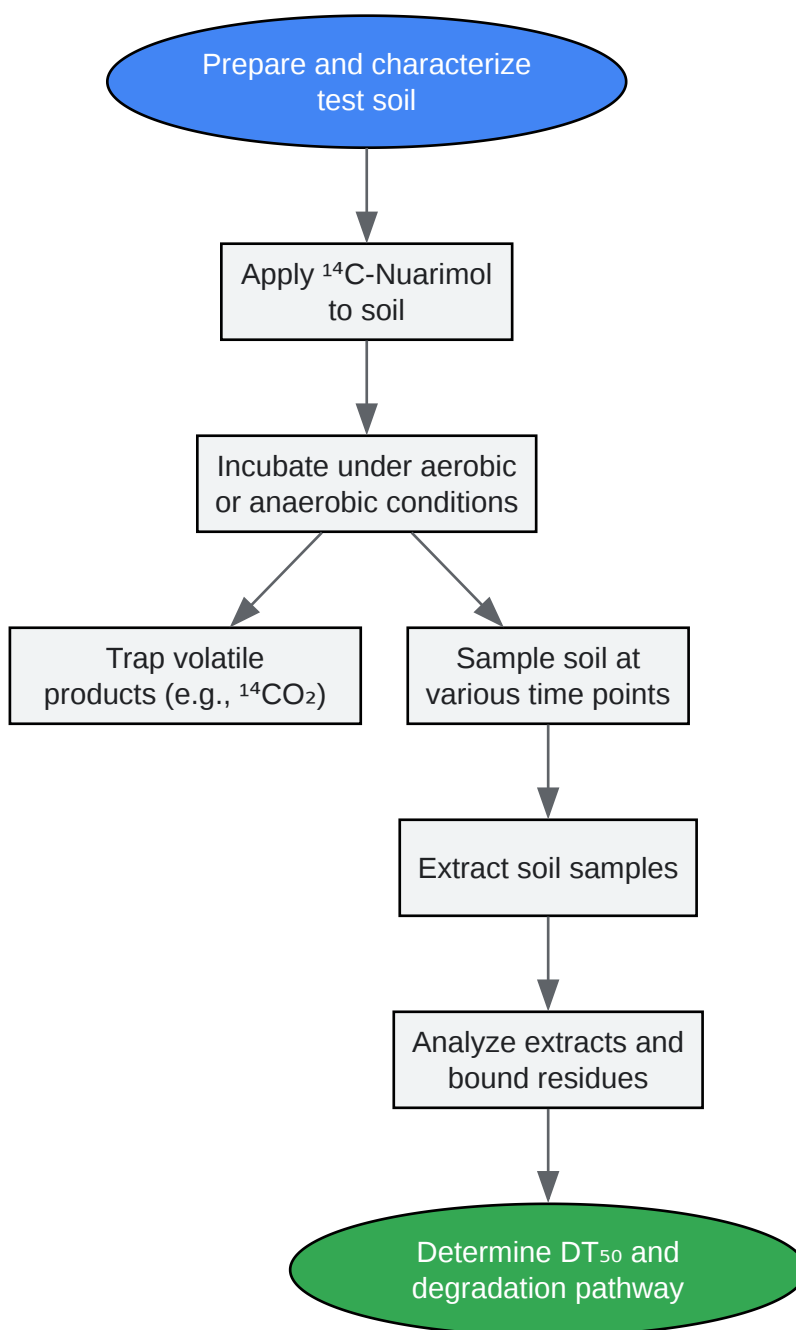 Prepare and characterize
test soil
Apply ¹⁴C-Nuarimol
to soil
Incubate under aerobic
or anaerobic conditions
Trap volatile
products (e.g., ¹⁴CO₂)
Sample soil at
various time points
Extract soil samples
Analyze extracts and
bound residues
Determine DT₅₀ and
degradation pathway